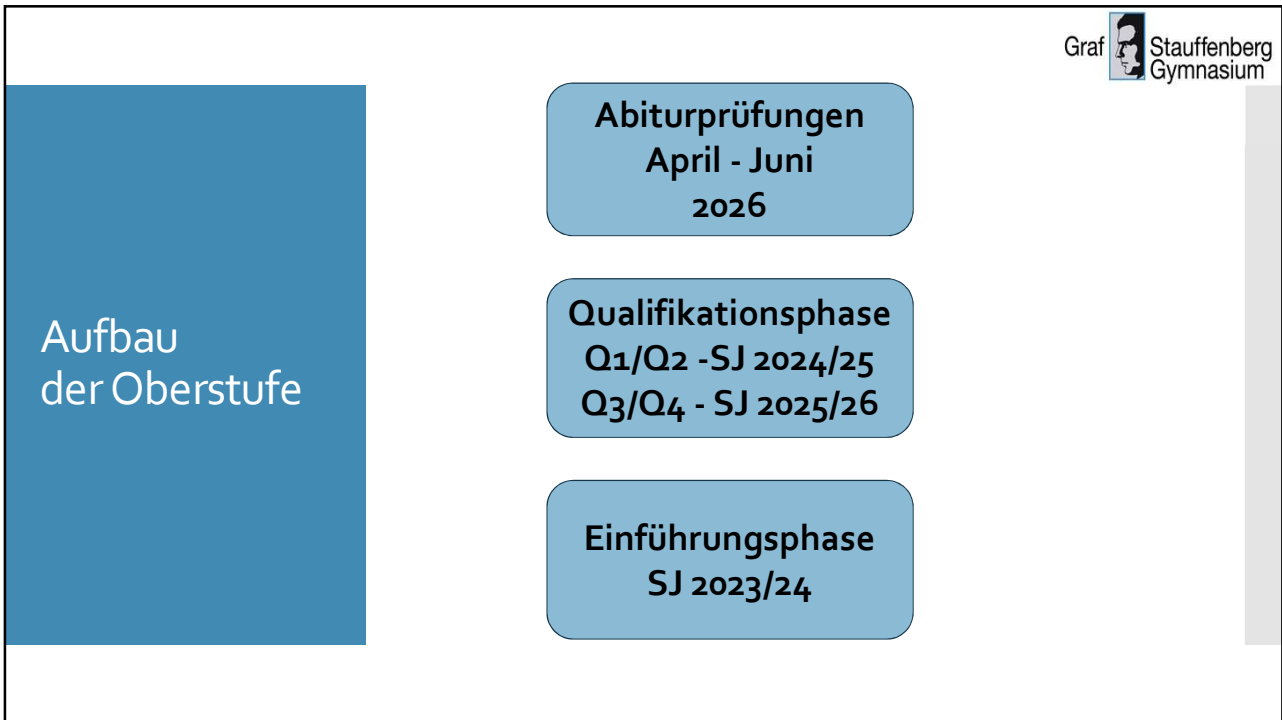 Graf Stauffenberg
Gymnasium
Aufbau
der Oberstufe
Abiturprüfungen
April - Juni
2026
Qualifikationsphase
Q1/Q2 -SJ 2024/25
Q3/Q4 - SJ 2025/26
Einführungsphase
SJ 2023/24